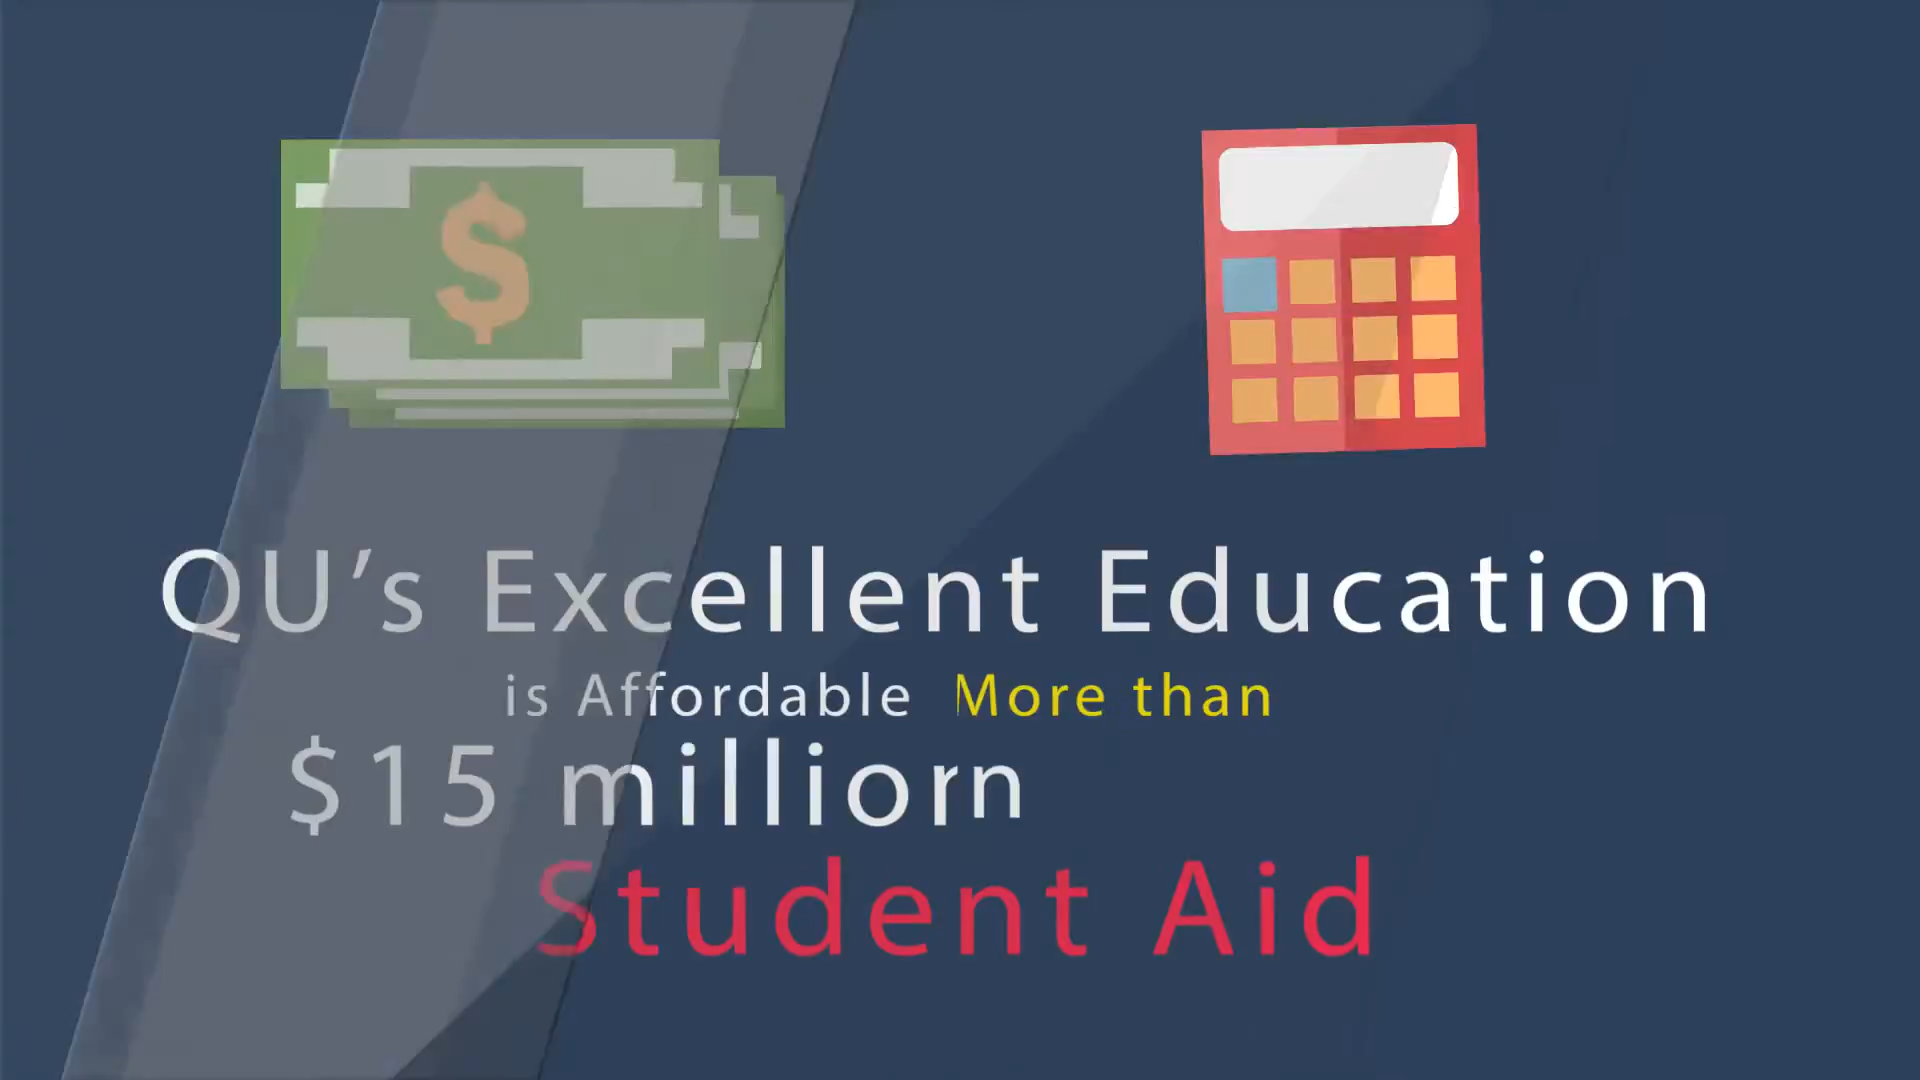 QU’s Excellent Education
is Affordable More than
$15 milliorn
Student Aid
$